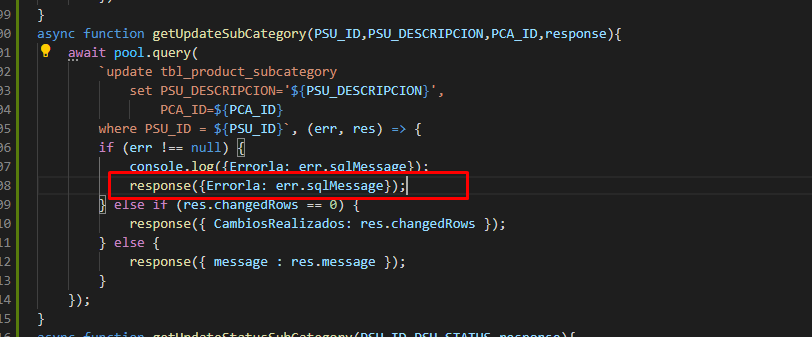 99 }
00 async function getUpdateSubCategory(PSU_ID,PSU_DESCRIPCION,PCA_ID,response){
01 await pool.query(
02 `update tbl_product_subcategory
03 set PSU_DESCRIPCION='${PSU_DESCRIPCION}',
04 PCA_ID=${PCA_ID}
05 where PSU_ID = ${PSU_ID}`, (err, res) => {
06 if (err !== null) {
07 console.log({Errorla: err.sqlMessage});
08 response({Errorla: err.sqlMessage});
09 } else if (res.changedRows == 0) {
10 response({ CambiosRealizados: res.changedRows });
11 } else {
12 response({ message : res.message });
13 }
14 });
15 }
16 async function getUpdateStatusSubCategory(PSU_ID,PSU_STATUS,response){